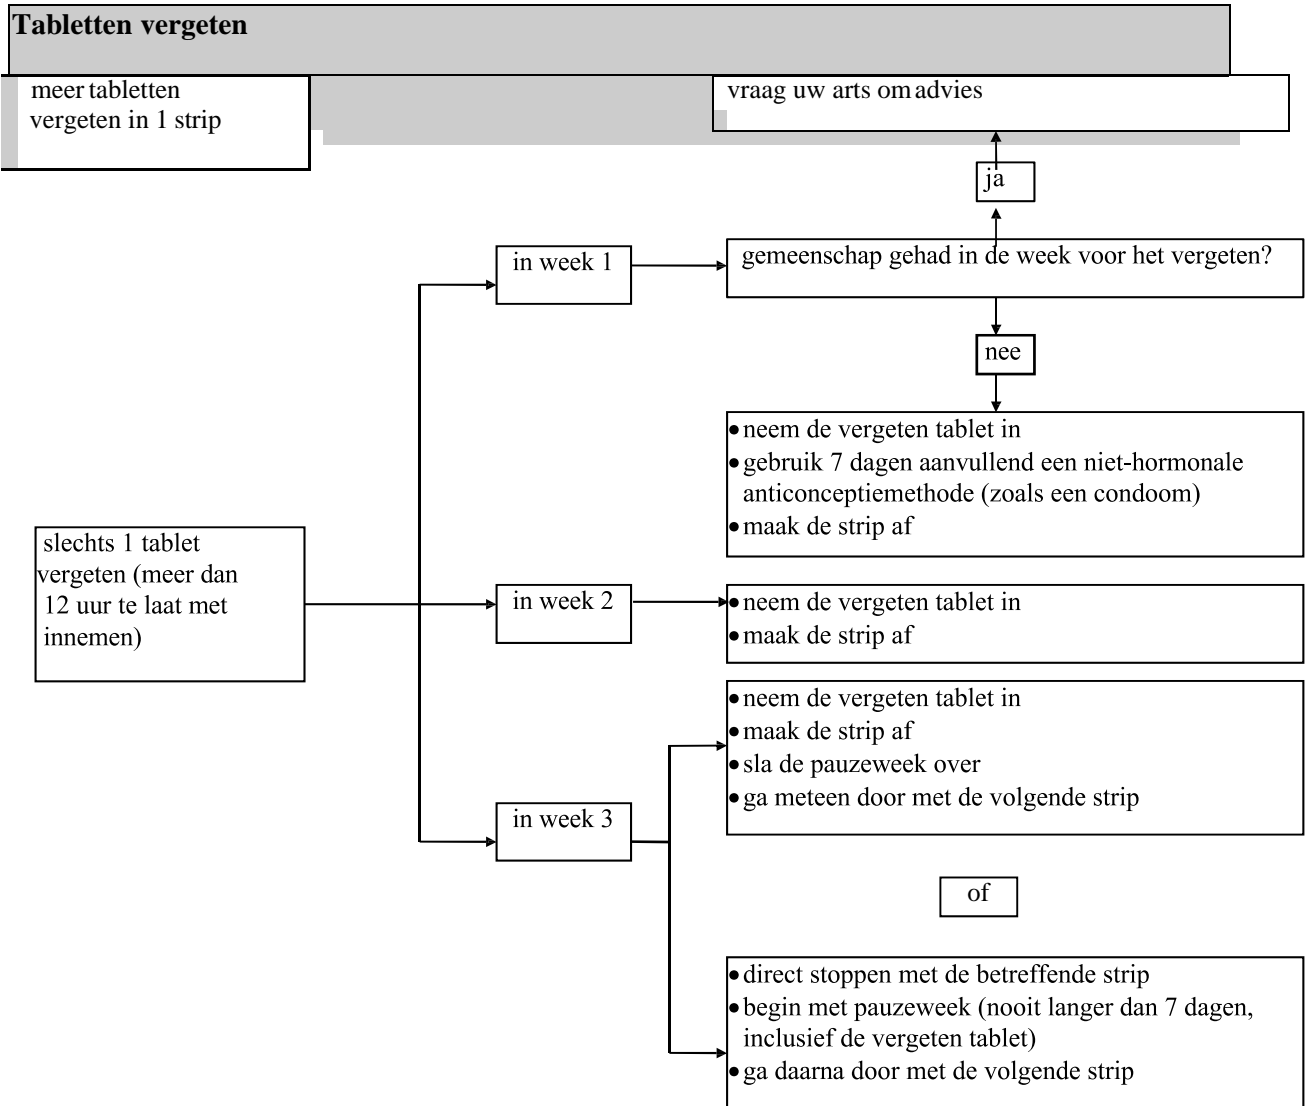 Tabletten vergeten
meer tabletten
vergeten in 1 strip
vraag uw arts om advies
ja
in week 1
gemeenschap gehad in de week voor het vergeten?
nee
•neem de vergeten tablet in
•gebruik 7 dagen aanvullend een niet-hormonale
anticonceptiemethode (zoals een condoom)
•maak de strip af
slechts 1 tablet
vergeten (meer dan
12 uur te laat met
innemen)
in week 2
•neem de vergeten tablet in
•maak de strip af
•neem de vergeten tablet in
•maak de strip af
•sla de pauzeweek over
•ga meteen door met de volgende strip
in week 3
of
•direct stoppen met de betreffende strip
•begin met pauzeweek (nooit langer dan 7 dagen,
inclusief de vergeten tablet)
•ga daarna door met de volgende strip